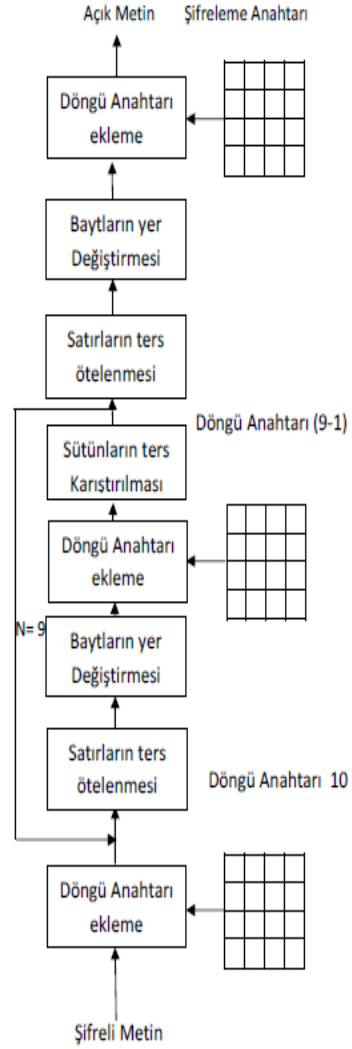 Açık Metin Şifreleme Anahtarı
Döngü Anahtarı
ekleme
Baytların yer
Değiştirmesi
Satırların ters
ötelenmesi
Döngü Anahtarı (9-1)
Sütünların ters
Karıştırılması
Döngü Anahtarı
ekleme
N= 9
Baytların yer
Değiştirmesi
Satırların ters
ötelenmesi
Döngü Anahtarı 10
Döngü Anahtarı
ekleme
Şifreli Metin